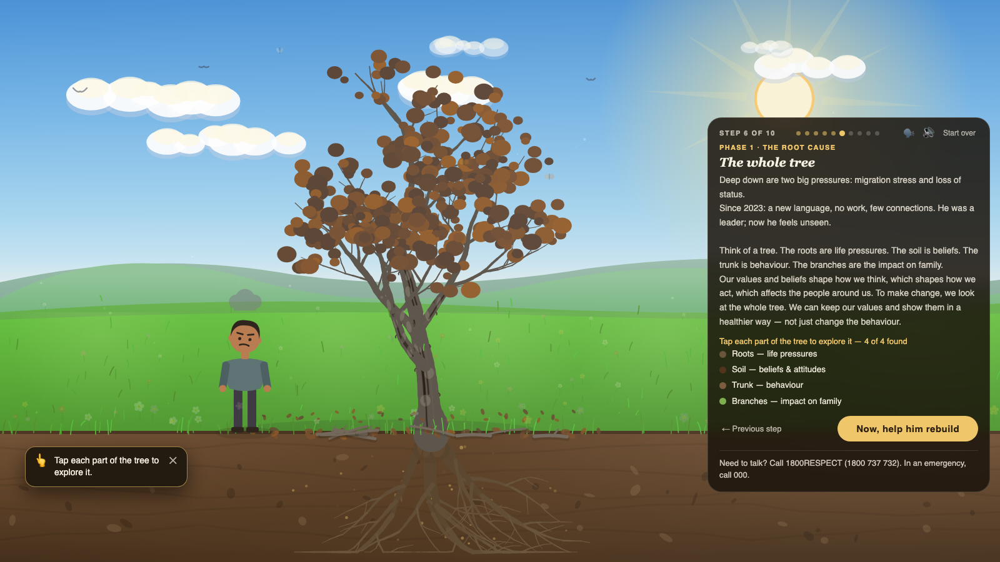 STEP 6 OF 10
Start over
PHASE 1 · THE ROOT CAUSE
The whole tree
Deep down are two big pressures: migration stress and loss of
status.
Since 2023: a new language, no work, few connections. He was a
leader; now he feels unseen.
Think of a tree. The roots are life pressures. The soil is beliefs. The
trunk is behaviour. The branches are the impact on family.
Our values and beliefs shape how we think, which shapes how we
act, which affects the people around us. To make change, we look
at the whole tree. We can keep our values and show them in a
healthier way — not just change the behaviour.
Tap each part of the tree to explore it — 4 of 4 found
Roots — life pressures
Soil — beliefs & attitudes
Trunk — behaviour
Branches — impact on family
← Previous step
Now, help him rebuild
Need to talk? Call 1800RESPECT (1800 737 732). In an emergency,
call 000.
Tap each part of the tree to
explore it.